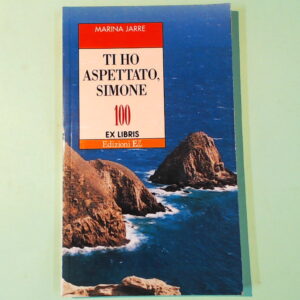 MARINA JARRE
TI HO
ASPETTATO,
SIMONE
100
EX LIBRIS
Edizioni EL